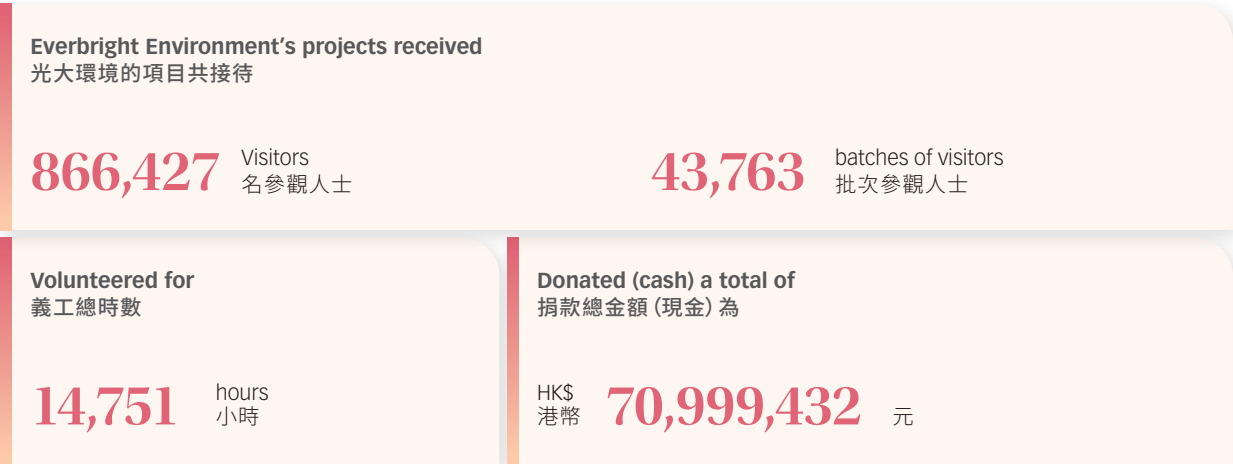 Everbright Environment’s projects received
光大環境的項目共接待
866,427
Visitors
名參觀人士
43,763
batches of visitors
批次參觀人士
Volunteered for
義工總時數
14,751
hours
小時
Donated (cash) a total of
捐款總金額（現金）為
HK$
港幣
70,999,432
元